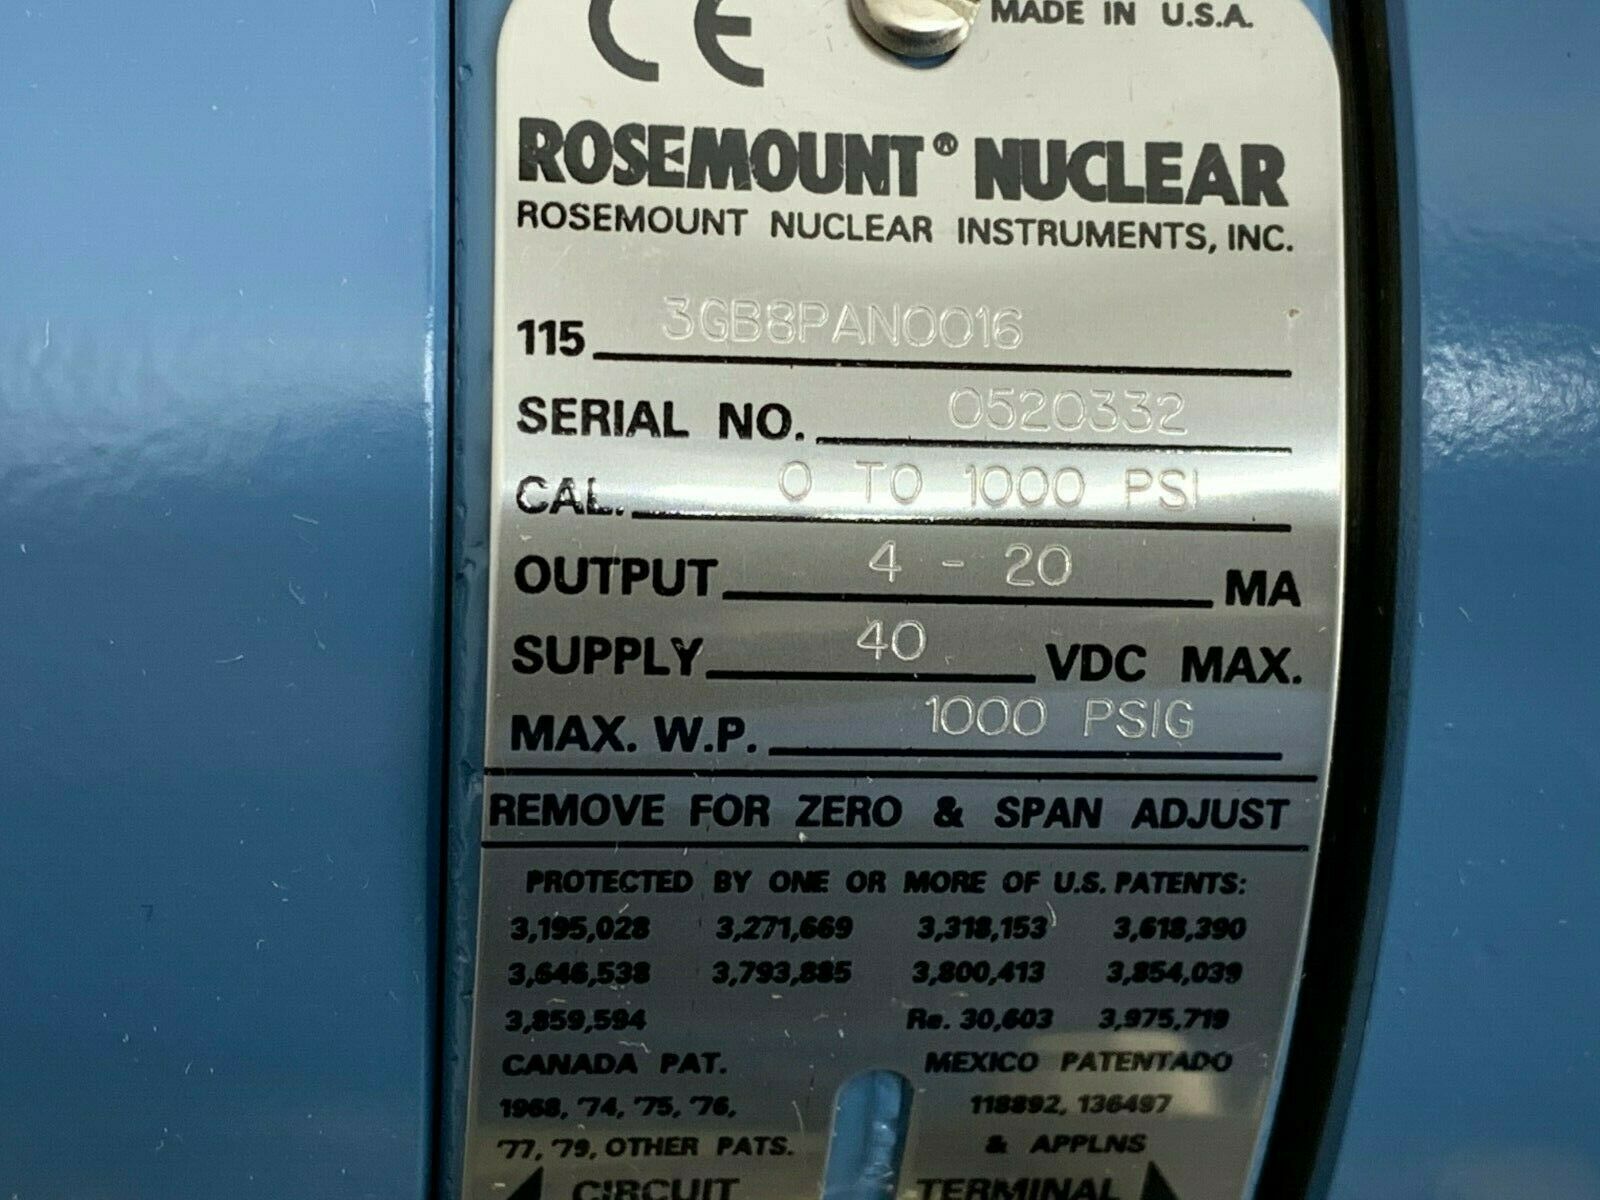 CE MADE IN U.S.A.
ROSEMOUNT® NUCLEAR
ROSEMOUNT NUCLEAR INSTRUMENTS, INC.
115 3GB8PAN0016
SERIAL NO. 0520332
CAL. 0 TO 1000 PSI
OUTPUT 4 - 20 MA
SUPPLY 40 VDC MAX.
MAX. W.P. 1000 PSIG
REMOVE FOR ZERO & SPAN ADJUST
PROTECTED BY ONE OR MORE OF U.S. PATENTS:
3,195,028 3,271,669 3,318,153 3,618,390
3,646,538 3,793,885 3,800,413 3,854,039
3,859,594 Re. 30,603 3,975,719
CANADA PAT. MEXICO PATENTADO
1968, '74, '75, '76, 118892, 136497
'77, '79, OTHER PATS. & APPLNS
CIRCUIT TERMINAL